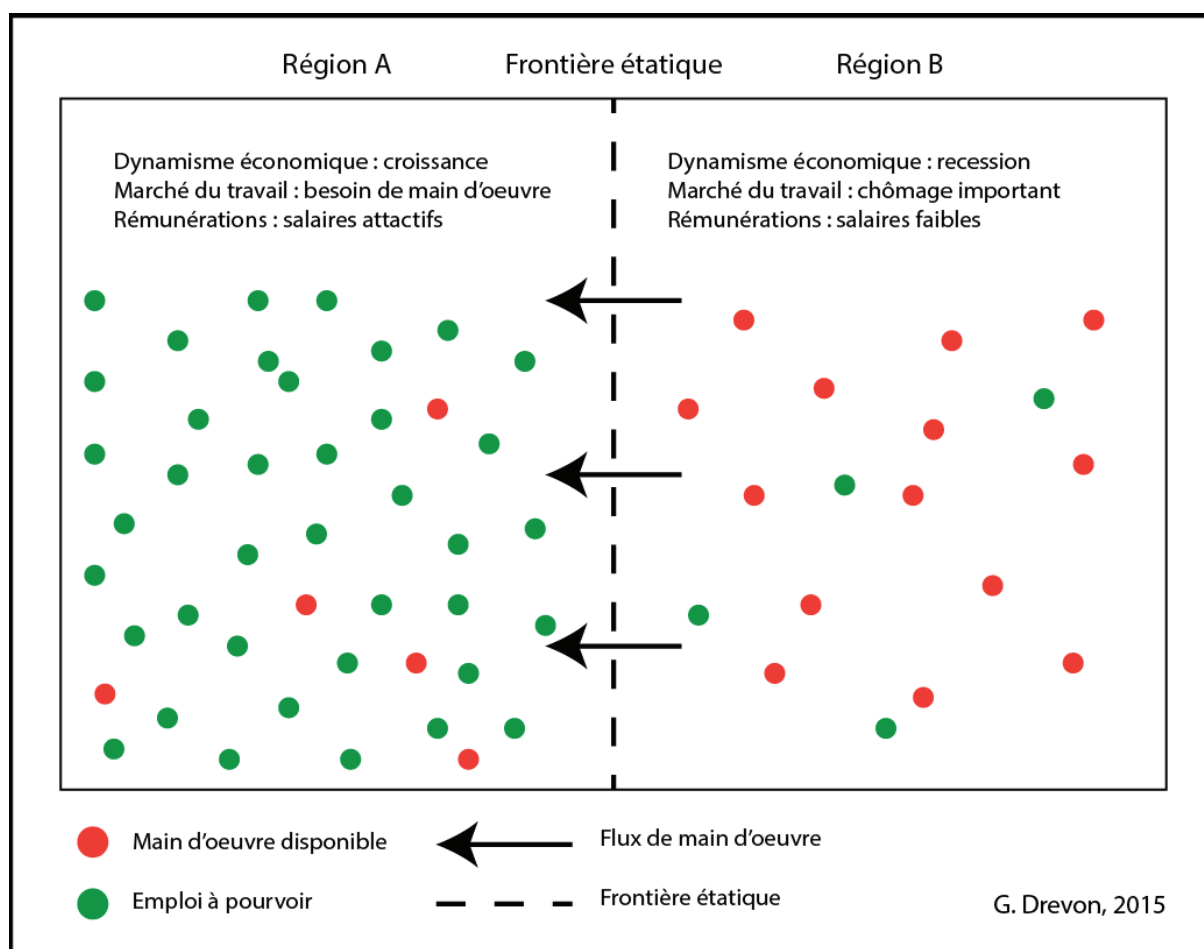 Région A
Frontière étatique
Région B
Dynamisme économique : croissance
Marché du travail : besoin de main d'oeuvre
Rémunérations : salaires attactifs
Dynamisme économique : recession
Marché du travail : chômage important
Rémunérations : salaires faibles
Main d'oeuvre disponible
Flux de main d'oeuvre
Emploi à pourvoir
Frontière étatique
G. Drevon, 2015